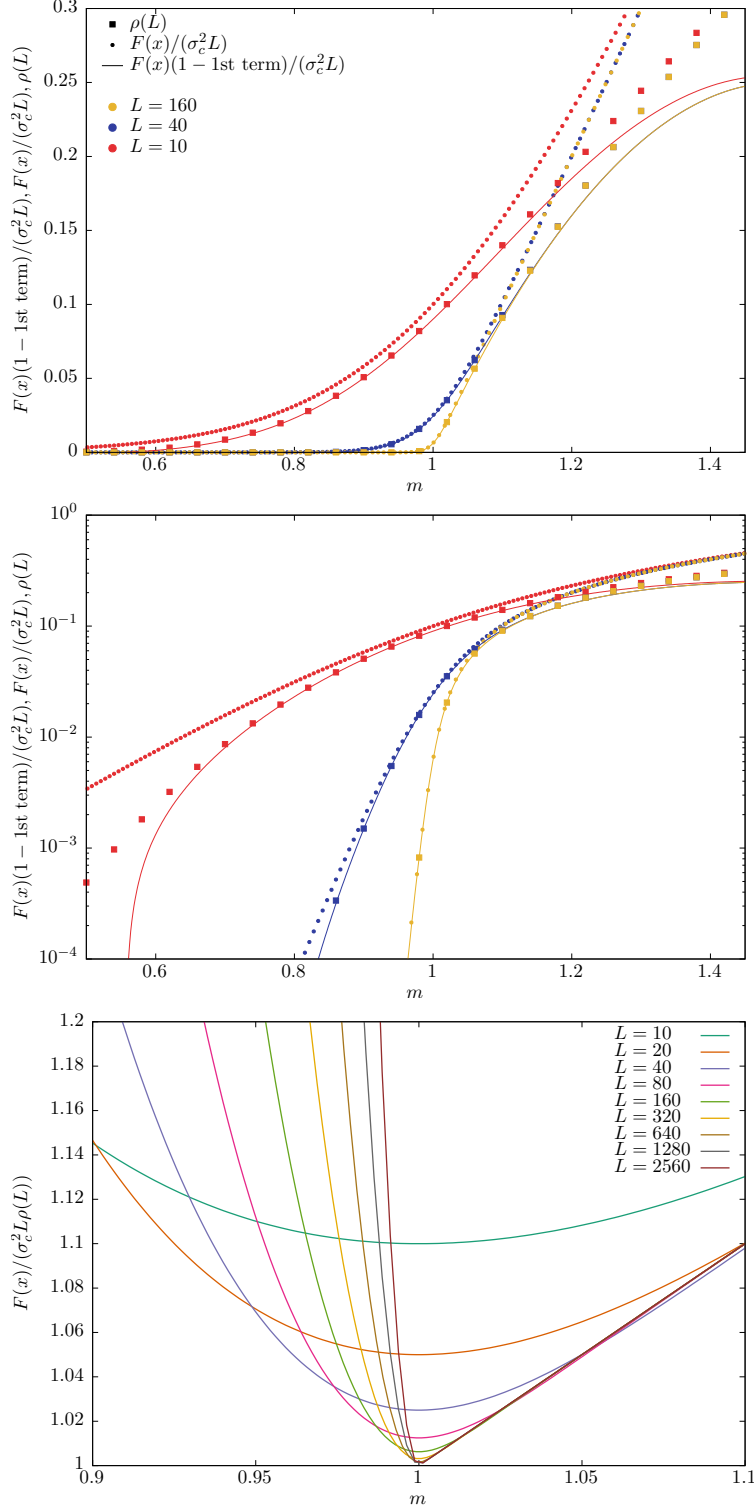 F(x)(1 − 1st term)/(σ_c^2 L), F(x)/(σ_c^2 L), ρ(L)
0.3
0.25
0.2
0.15
0.1
0.05
0
ρ(L)
F(x)/(σ_c^2 L)
F(x)(1 − 1st term)/σ_c^2 L)
L = 160
L = 40
L = 10
0.6 0.8 1 1.2 1.4
m
F(x)(1 − 1st term)/(σ_c^2 L), F(x)/(σ_c^2 L), ρ(L)
10^0
10^−1
10^−2
10^−3
10^−4
0.6 0.8 1 1.2 1.4
m
F(x)/(σ_c^2 Lρ(L))
1.2
1.18
1.16
1.14
1.12
1.1
1.08
1.06
1.04
1.02
1
L = 10
L = 20
L = 40
L = 80
L = 160
L = 320
L = 640
L = 1280
L = 2560
0.9 0.95 1 1.05 1.1
m